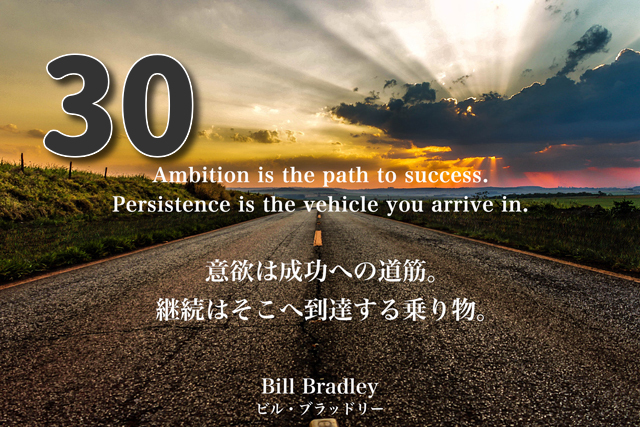 30
Ambition is the path to success.
Persistence is the vehicle you arrive in.
意欲は成功への道筋。
継続はそこへ到達する乗り物。
Bill Bradley
ビル・ブラッドリー